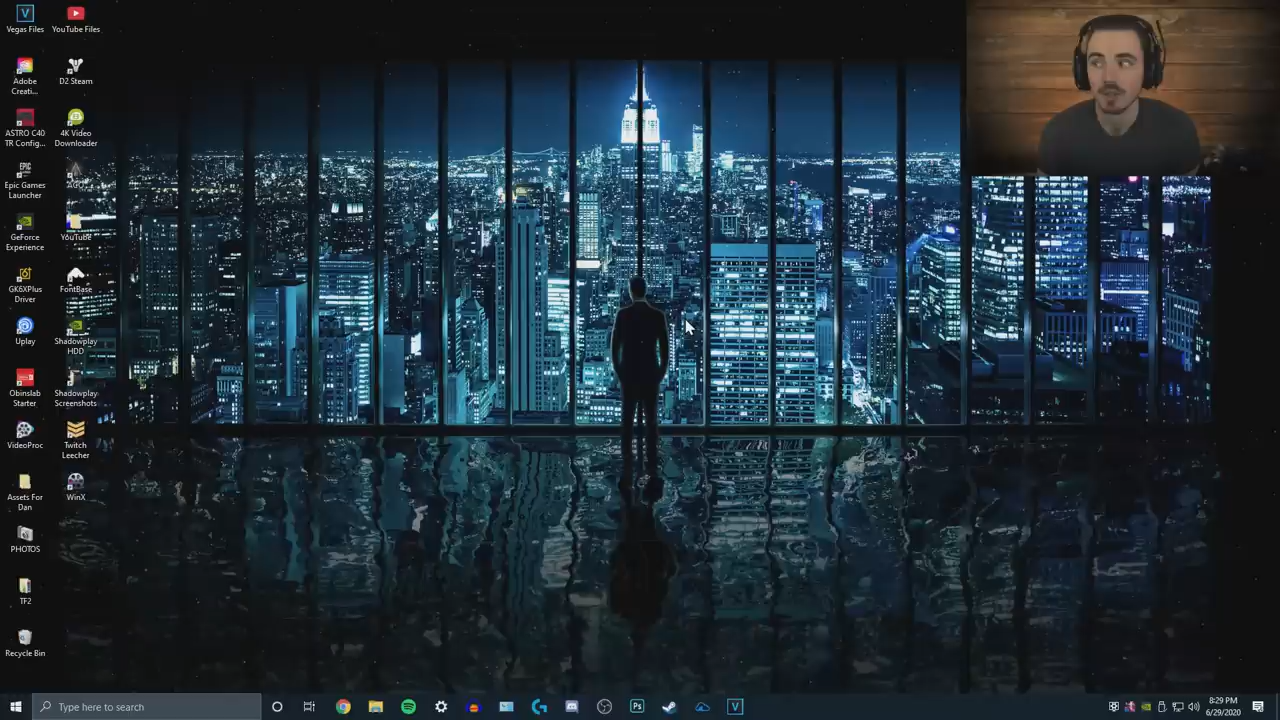 Vegas Files
YouTube Files
Adobe
Creati...
D2 Steam
ASTRO C40
TR Config...
4K Video
Downloader
Epic Games
Launcher
GeForce
Experience
YouTube
GK6XPlus
Driver
FontBase
Uplay
Shadowplay
HDD
Obinslab
Starter
Shadowplay
Screenshots
VideoProc
Twitch
Leecher
Assets For
Dan
WinX
PHOTOS
TF2
Recycle Bin
Type here to search
8:29 PM
6/29/2020